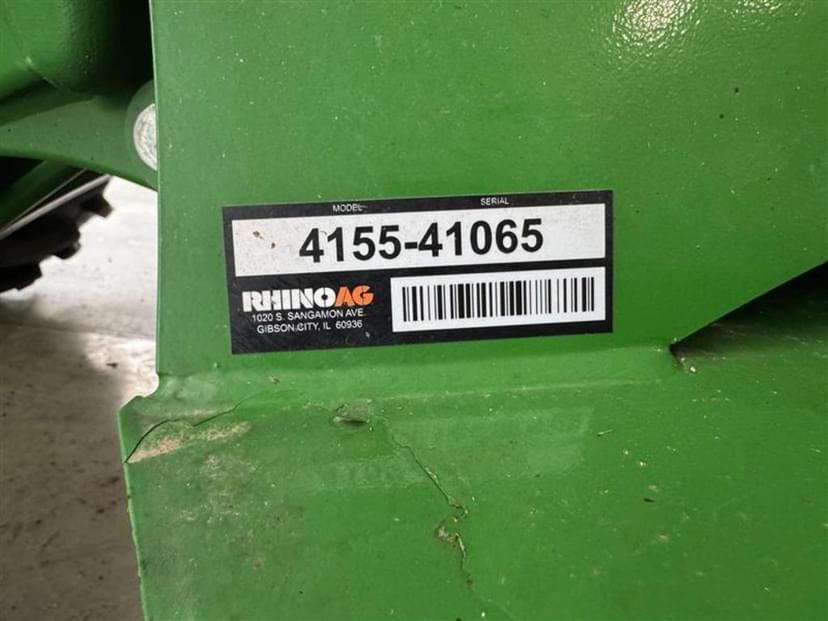 MODEL SERIAL
4155-41065
RHINOAG
1020 S. SANGAMON AVE.
GIBSON CITY, IL 60936